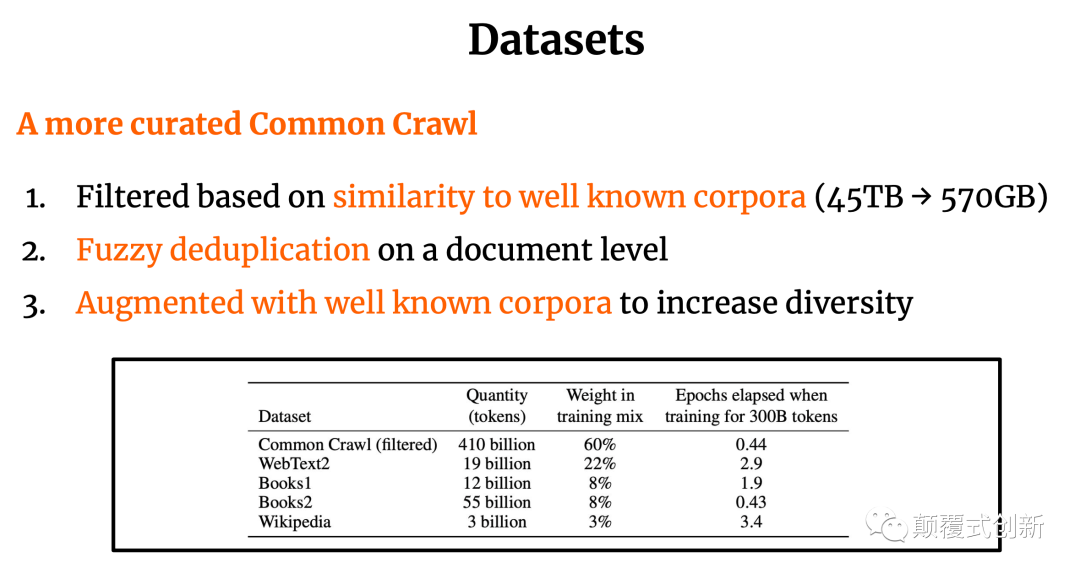 Datasets
A more curated Common Crawl
1. Filtered based on similarity to well known corpora (45TB → 570GB)
2. Fuzzy deduplication on a document level
3. Augmented with well known corpora to increase diversity
Quantity Weight in Epochs elapsed when
Dataset (tokens) training mix training for 300B tokens
Common Crawl (filtered) 410 billion 60% 0.44
WebText2 19 billion 22% 2.9
Books1 12 billion 8% 1.9
Books2 55 billion 8% 0.43
Wikipedia 3 billion 3% 3.4
颠覆式创新